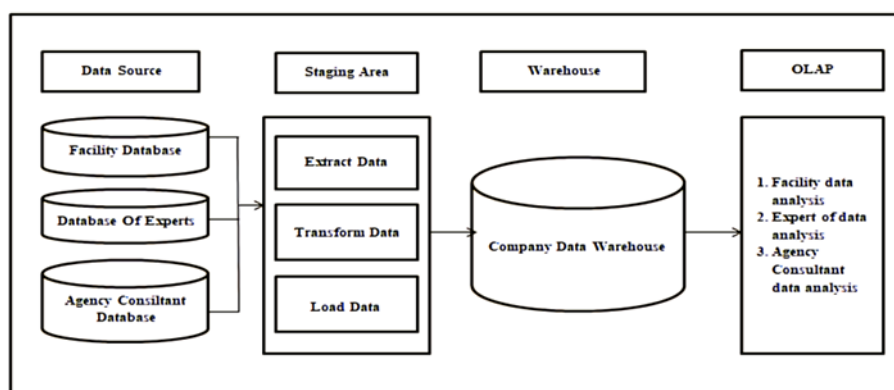 Data Source
Staging Area
Warehouse
OLAP
Facility Database
Database Of Experts
Agency Consiltant
Database
Extract Data
Transform Data
Load Data
Company Data Warehouse
1. Facility data
analysis
2. Expert of data
analysis
3. Agency
Consultant
data analysis